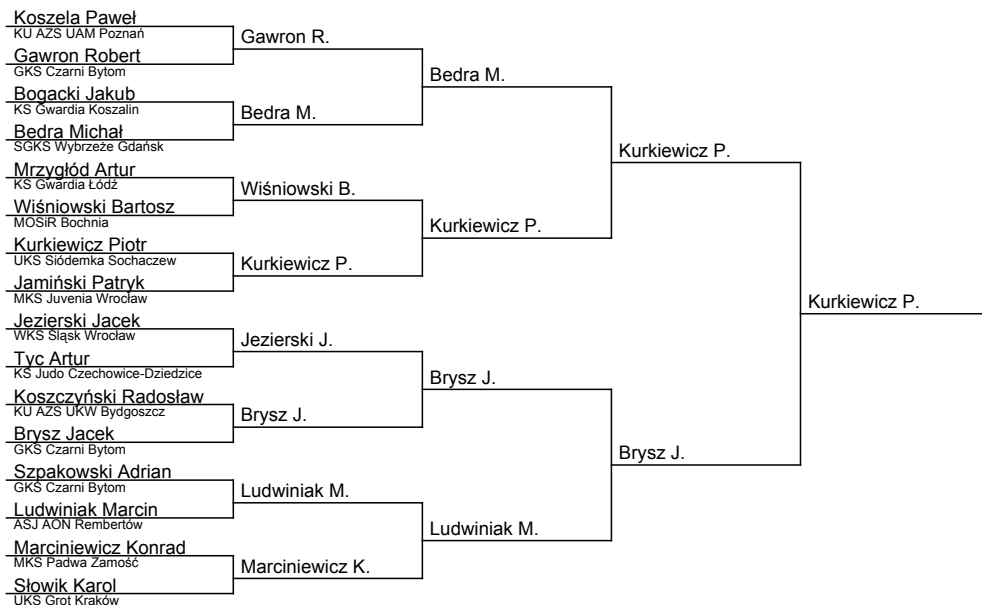 Koszela Paweł
KU AZS UAM Poznań
Gawron Robert
GKS Czarni Bytom
Bogacki Jakub
KS Gwardia Koszalin
Bedra Michał
SGKS Wybrzeże Gdańsk
Mrzygłód Artur
KS Gwardia Łódź
Wiśniowski Bartosz
MOSiR Bochnia
Kurkiewicz Piotr
UKS Siódemka Sochaczew
Jamiński Patryk
MKS Juvenia Wrocław
Jezierski Jacek
WKS Śląsk Wrocław
Tyc Artur
KS Judo Czechowice-Dziedzice
Koszczyński Radosław
KU AZS UKW Bydgoszcz
Brysz Jacek
GKS Czarni Bytom
Szpakowski Adrian
GKS Czarni Bytom
Ludwiniak Marcin
ASJ AON Rembertów
Marciniewicz Konrad
MKS Padwa Zamość
Słowik Karol
UKS Grot Kraków
Gawron R.
Bedra M.
Wiśniowski B.
Kurkiewicz P.
Jezierski J.
Brysz J.
Ludwiniak M.
Marciniewicz K.
Bedra M.
Kurkiewicz P.
Brysz J.
Ludwiniak M.
Kurkiewicz P.
Brysz J.
Kurkiewicz P.